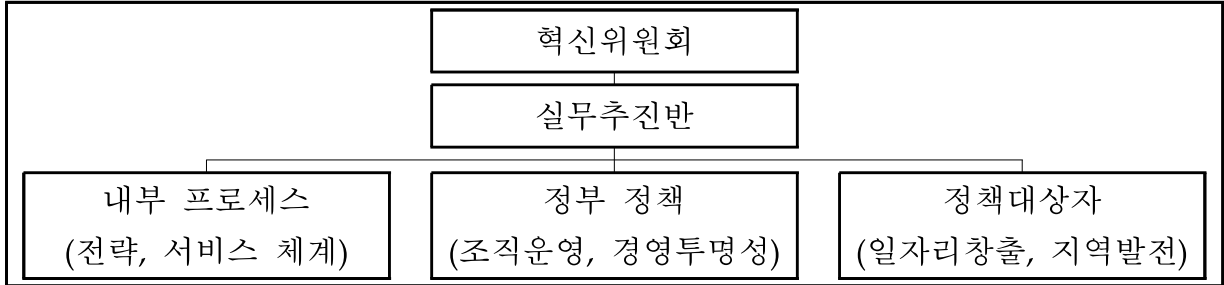 혁신위원회
실무추진반
내부 프로세스
(전략, 서비스 체계)
정부 정책
(조직운영, 경영투명성)
정책대상자
(일자리창출, 지역발전)